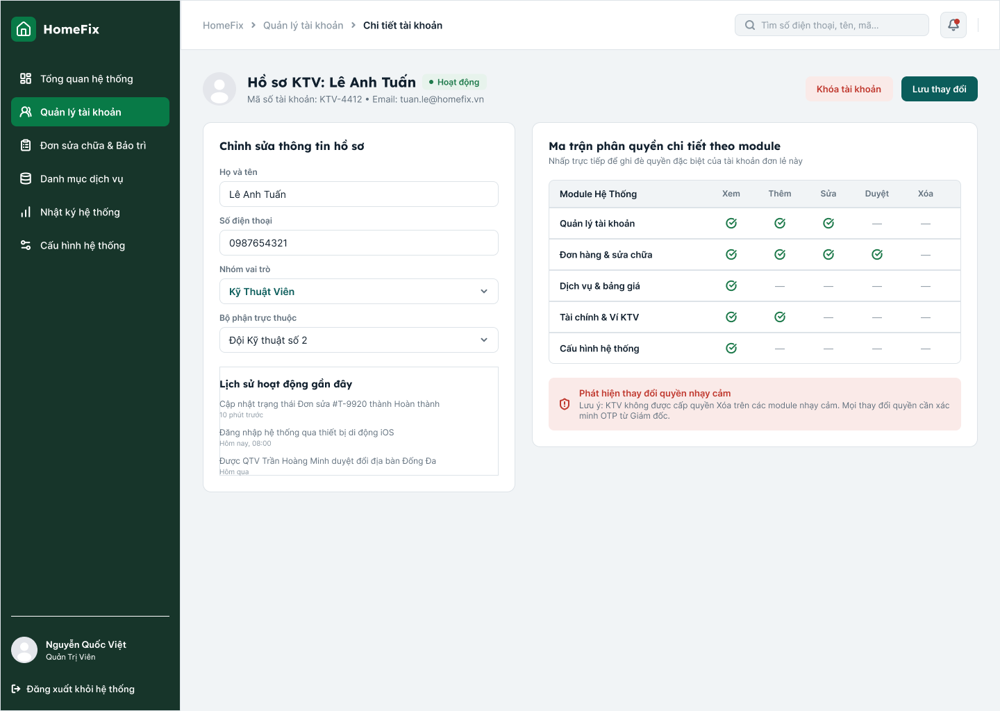 HomeFix
Tổng quan hệ thống
Quản lý tài khoản
Đơn sửa chữa & Bảo trì
Danh mục dịch vụ
Nhật ký hệ thống
Cấu hình hệ thống
Nguyễn Quốc Việt
Quản Trị Viên
Đăng xuất khỏi hệ thống
HomeFix > Quản lý tài khoản > Chi tiết tài khoản
Tìm số điện thoại, tên, mã...
Hồ sơ KTV: Lê Anh Tuấn • Hoạt động
Mã số tài khoản: KTV-4412 • Email: tuan.le@homefix.vn
Khóa tài khoản
Lưu thay đổi
Chỉnh sửa thông tin hồ sơ
Họ và tên
Lê Anh Tuấn
Số điện thoại
0987654321
Nhóm vai trò
Kỹ Thuật Viên
Bộ phận trực thuộc
Đội Kỹ thuật số 2
Lịch sử hoạt động gần đây
Cập nhật trạng thái Đơn sửa #T-9920 thành Hoàn thành
10 phút trước
Đăng nhập hệ thống qua thiết bị di động iOS
Hôm nay, 08:00
Được QTV Trần Hoàng Minh duyệt đổi địa bàn Đống Đa
Hôm qua
Ma trận phân quyền chi tiết theo module
Nhấp trực tiếp để ghi đè quyền đặc biệt của tài khoản đơn lẻ này
Module Hệ Thống Xem Thêm Sửa Duyệt Xóa
Quản lý tài khoản — —
Đơn hàng & sửa chữa —
Dịch vụ & bảng giá — — — —
Tài chính & Ví KTV — — —
Cấu hình hệ thống — — — —
Phát hiện thay đổi quyền nhạy cảm
Lưu ý: KTV không được cấp quyền Xóa trên các module nhạy cảm. Mọi thay đổi quyền cần xác
minh OTP từ Giám đốc.